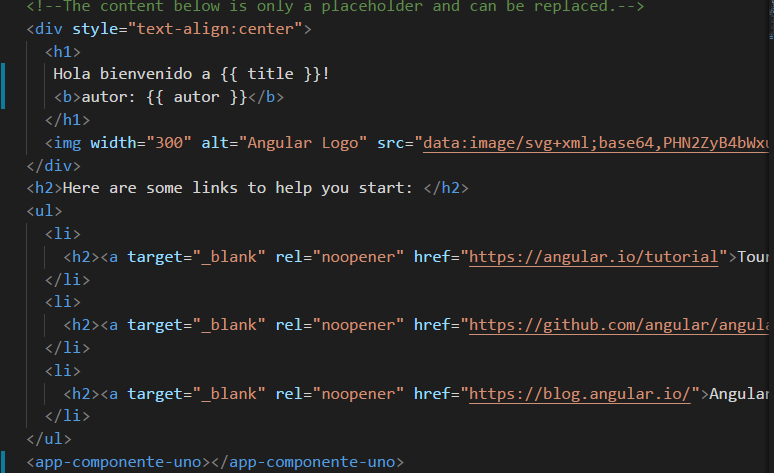 <!--The content below is only a placeholder and can be replaced.-->
<div style="text-align:center">
<h1>
Hola bienvenido a {{ title }}!
<b>autor: {{ autor }}</b>
</h1>
<img width="300" alt="Angular Logo" src="data:image/svg+xml;base64,PHN2ZyB4bWxu
</div>
<h2>Here are some links to help you start: </h2>
<ul>
<li>
<h2><a target="_blank" rel="noopener" href="https://angular.io/tutorial">Tour
</li>
<li>
<h2><a target="_blank" rel="noopener" href="https://github.com/angular/angula
</li>
<li>
<h2><a target="_blank" rel="noopener" href="https://blog.angular.io/">Angular
</li>
</ul>
<app-componente-uno></app-componente-uno>